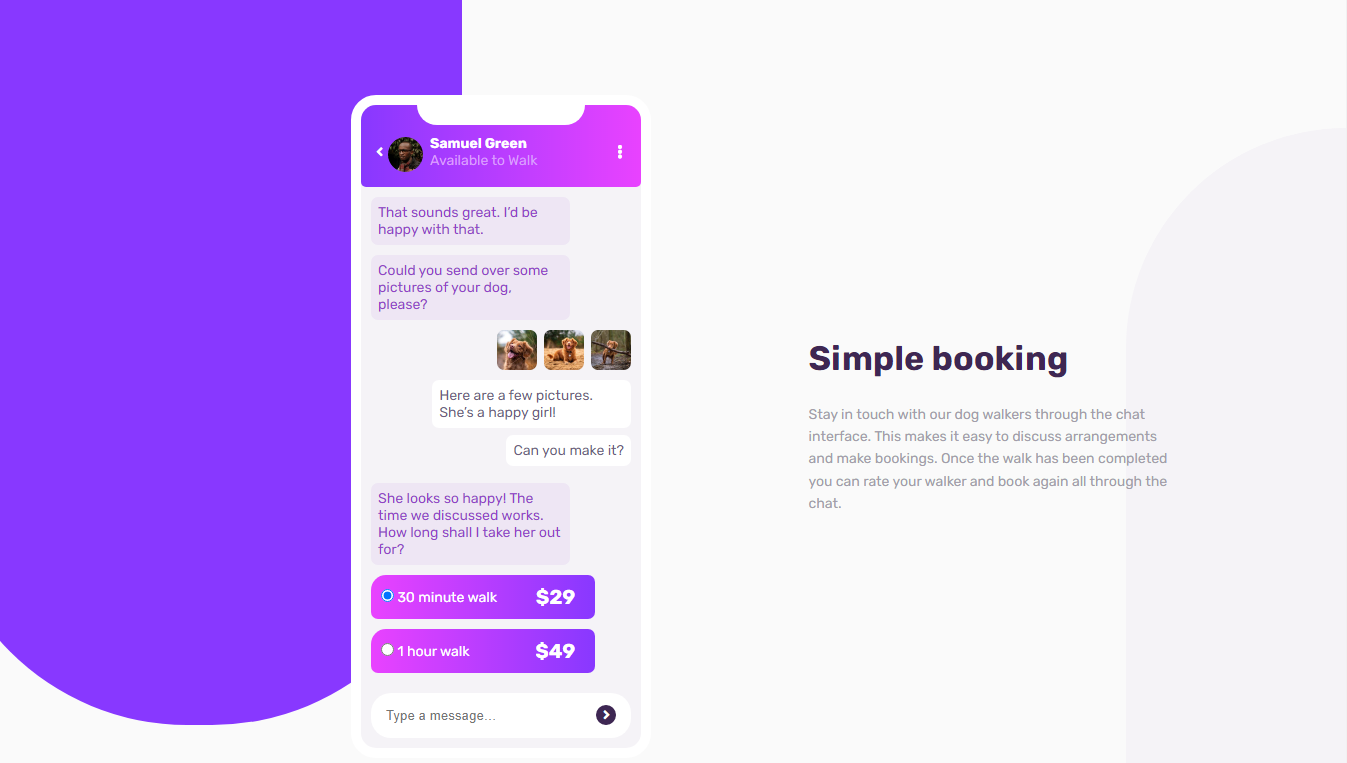 Samuel Green
Available to Walk
That sounds great. I’d be
happy with that.
Could you send over some
pictures of your dog,
please?
Here are a few pictures.
She’s a happy girl!
Can you make it?
She looks so happy! The
time we discussed works.
How long shall I take her out
for?
30 minute walk $29
1 hour walk $49
Type a message…
Simple booking
Stay in touch with our dog walkers through the chat
interface. This makes it easy to discuss arrangements
and make bookings. Once the walk has been completed
you can rate your walker and book again all through the
chat.